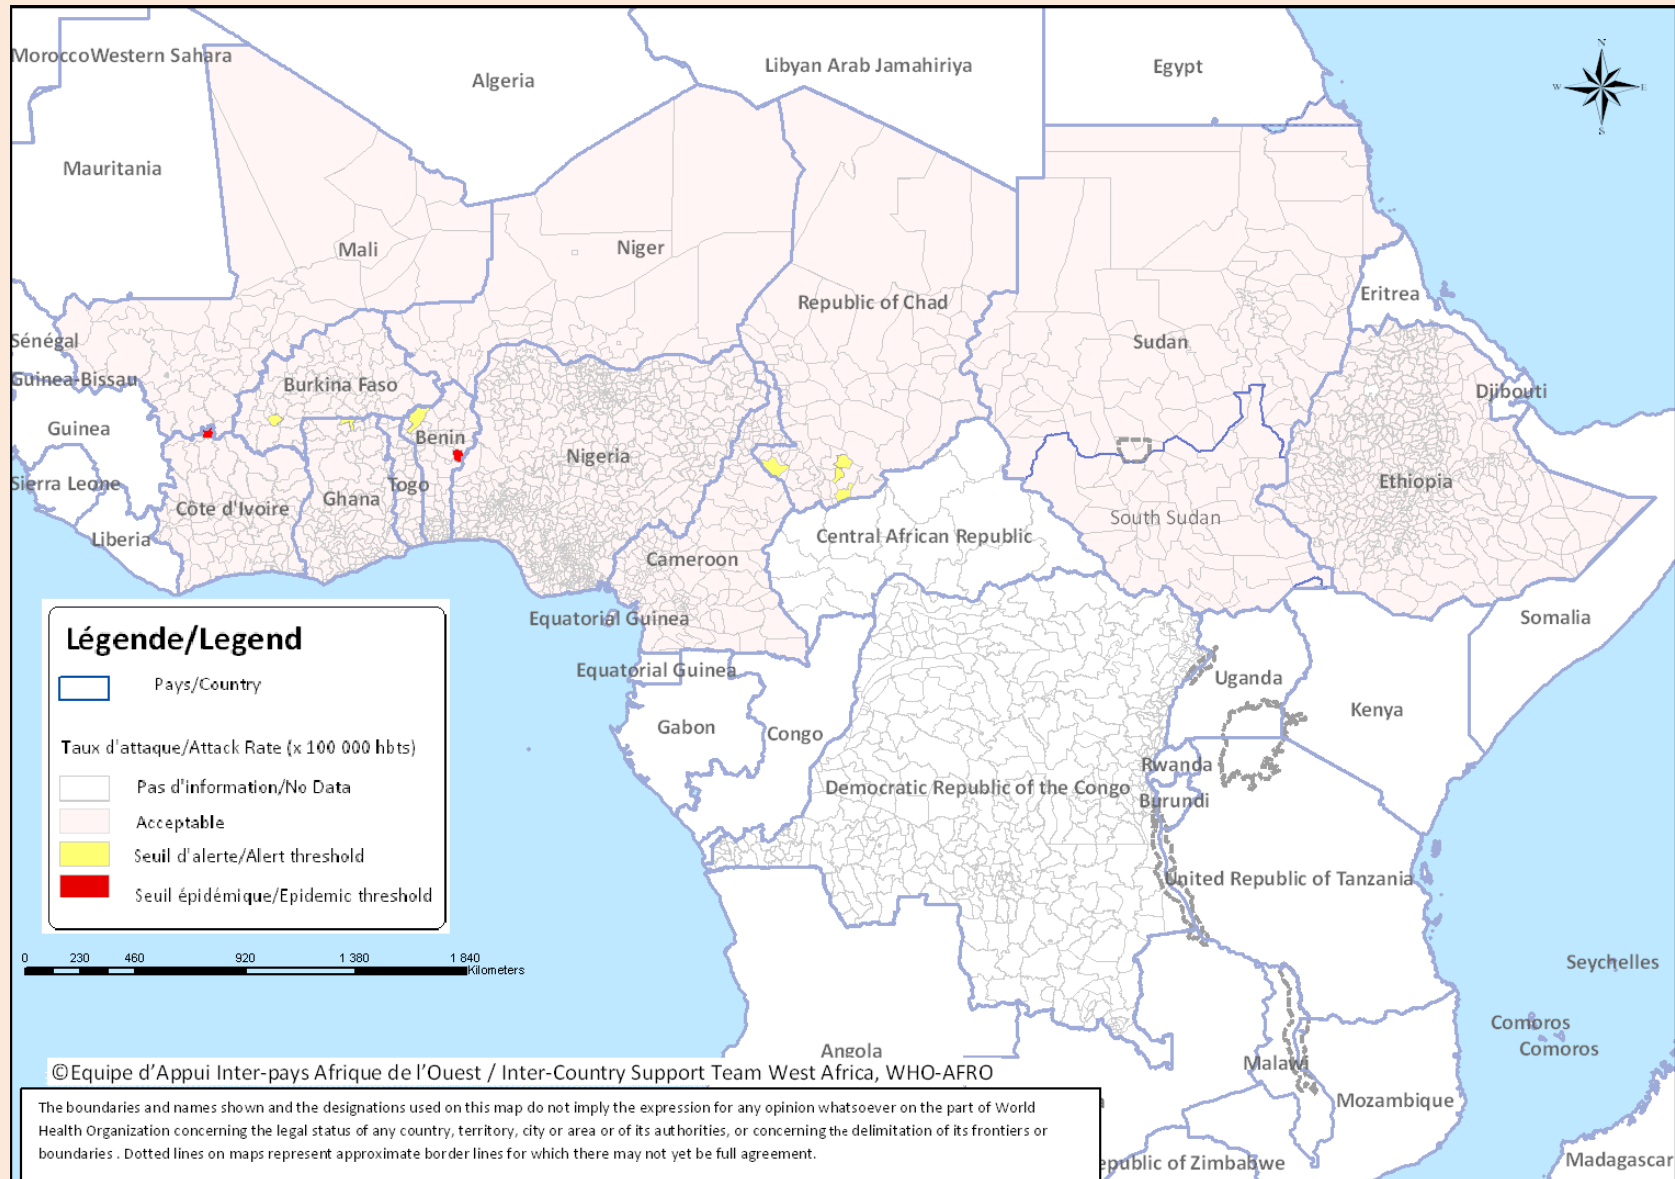 N
W
E
S
Morocco
Western Sahara
Algeria
Libyan Arab Jamahiriya
Egypt
Mauritania
Mali
Niger
Republic of Chad
Sudan
Eritrea
Sénégal
Guinea-Bissau
Burkina Faso
Djibouti
Guinea
Benin
Nigeria
Sierra Leone
Togo
Côte d'Ivoire
Ghana
Ethiopia
South Sudan
Liberia
Central African Republic
Cameroon
Equatorial Guinea
Somalia
Equatorial Guinea
Uganda
Gabon
Congo
Kenya
Rwanda
Democratic Republic of the Congo
Burundi
United Republic of Tanzania
Seychelles
Comoros
Comoros
Angola
Malawi
Mozambique
epublic of Zimbabwe
Madagascar
Légende/Legend
Pays/Country
Taux d'attaque/Attack Rate (x 100 000 hbts)
Pas d'information/No Data
Acceptable
Seuil d'alerte/Alert threshold
Seuil épidémique/Epidemic threshold
0 230 460 920 1 380 1 840
Kilometers
©Equipe d'Appui Inter-pays Afrique de l'Ouest / Inter-Country Support Team West Africa, WHO-AFRO
The boundaries and names shown and the designations used on this map do not imply the expression for any opinion whatsoever on the part of World
Health Organization concerning the legal status of any country, territory, city or area or of its authorities, or concerning the delimitation of its frontiers or
boundaries . Dotted lines on maps represent approximate border lines for which there may not yet be full agreement.